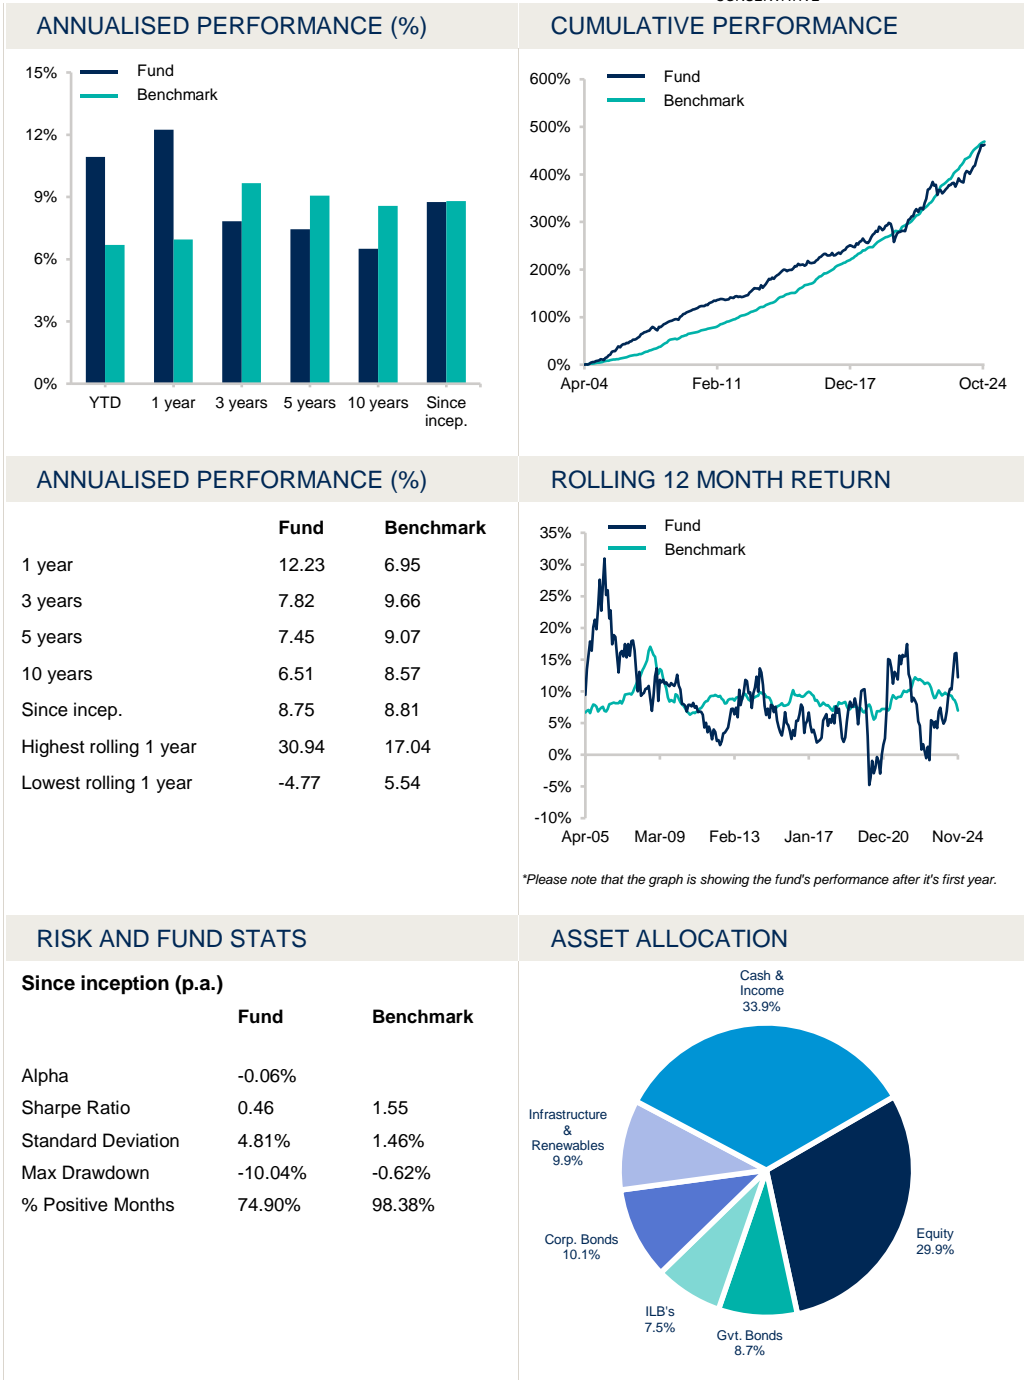 CONSERVATIVE
ANNUALISED PERFORMANCE (%)
15%
12%
9%
6%
3%
0%
Fund
Benchmark
YTD
1 year
3 years
5 years
10 years
Since
incep.
CUMULATIVE PERFORMANCE
600%
500%
400%
300%
200%
100%
0%
Fund
Benchmark
Apr-04
Feb-11
Dec-17
Oct-24
ANNUALISED PERFORMANCE (%)
Fund Benchmark
1 year 12.23 6.95
3 years 7.82 9.66
5 years 7.45 9.07
10 years 6.51 8.57
Since incep. 8.75 8.81
Highest rolling 1 year 30.94 17.04
Lowest rolling 1 year -4.77 5.54
ROLLING 12 MONTH RETURN
35%
30%
25%
20%
15%
10%
5%
0%
-5%
-10%
Fund
Benchmark
Apr-05
Mar-09
Feb-13
Jan-17
Dec-20
Nov-24
*Please note that the graph is showing the fund's performance after it's first year.
RISK AND FUND STATS
Since inception (p.a.)
Fund Benchmark
Alpha -0.06%
Sharpe Ratio 0.46 1.55
Standard Deviation 4.81% 1.46%
Max Drawdown -10.04% -0.62%
% Positive Months 74.90% 98.38%
ASSET ALLOCATION
Cash &
Income
33.9%
Infrastructure
&
Renewables
9.9%
Corp. Bonds
10.1%
ILB's
7.5%
Gvt. Bonds
8.7%
Equity
29.9%